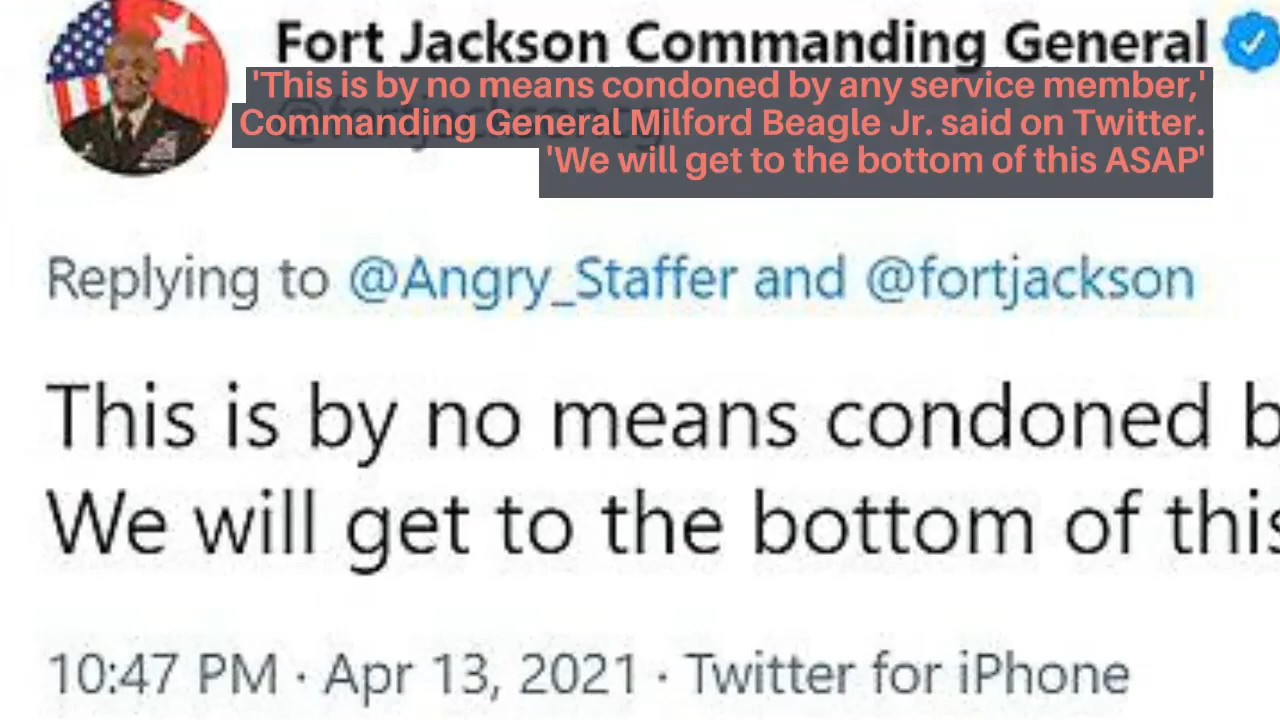 Fort Jackson Commanding General
'This is by no means condoned by any service member,'
Commanding General Milford Beagle Jr. said on Twitter.
'We will get to the bottom of this ASAP'
Replying to @Angry_Staffer and @fortjackson
This is by no means condoned b
We will get to the bottom of this
10:47 PM · Apr 13, 2021 · Twitter for iPhone